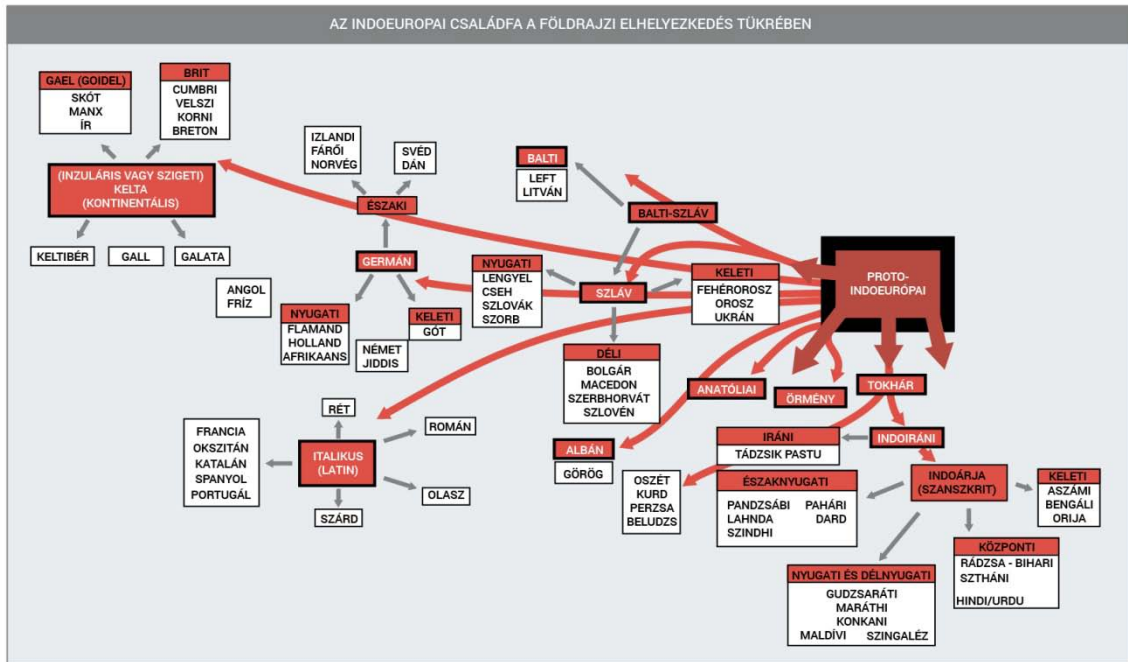 AZ INDOEUROPAI CSALÁDFA A FÖLDRAJZI ELHELYEZKEDÉS TÜKRÉBEN
GAEL (GOIDEL)
SKÓT
MANX
ÍR
BRIT
CUMBRI
VELSZI
KORNI
BRETON
(INZULÁRIS VAGY SZIGETI)
KELTA
(KONTINENTÁLIS)
KELTIBÉR
GALL
GALATA
IZLANDI
FÁRŐI
NORVÉG
SVÉD
DÁN
ÉSZAKI
GERMÁN
ANGOL
FRÍZ
NYUGATI
FLAMAND
HOLLAND
AFRIKAANS
NÉMET
JIDDIS
KELETI
GÓT
BALTI
LEFT
LITVÁN
BALTI-SZLÁV
NYUGATI
LENGYEL
CSEH
SZLOVÁK
SZORB
SZLÁV
KELETI
FEHÉROROSZ
OROSZ
UKRÁN
DÉLI
BOLGÁR
MACEDON
SZERBHORVÁT
SZLOVÉN
PROTO-
INDOEURÓPAI
ANATÓLIAI
ÖRMÉNY
TOKHÁR
RÉT
ROMÁN
FRANCIA
OKSZITÁN
KATALÁN
SPANYOL
PORTUGÁL
ITALIKUS
(LATIN)
OLASZ
SZÁRD
ALBÁN
GÖRÖG
OSZÉT
KURD
PERZSA
BELUDZS
IRÁNI
TÁDZSIK PASTU
INDOIRÁNI
ÉSZAKNYUGATI
PANDZSÁBI PAHÁRI
LAHNDA DARD
SZINDHI
INDOÁRJA
(SZANSZKRIT)
KELETI
ASZÁMI
BENGÁLI
ORIJA
KÖZPONTI
RÁDZSA - BIHARI
SZTHÁNI
HINDI/URDU
NYUGATI ÉS DÉLNYUGATI
GUDZSARÁTI
MARÁTHI
KONKANI
MALDÍVI SZINGALÉZ